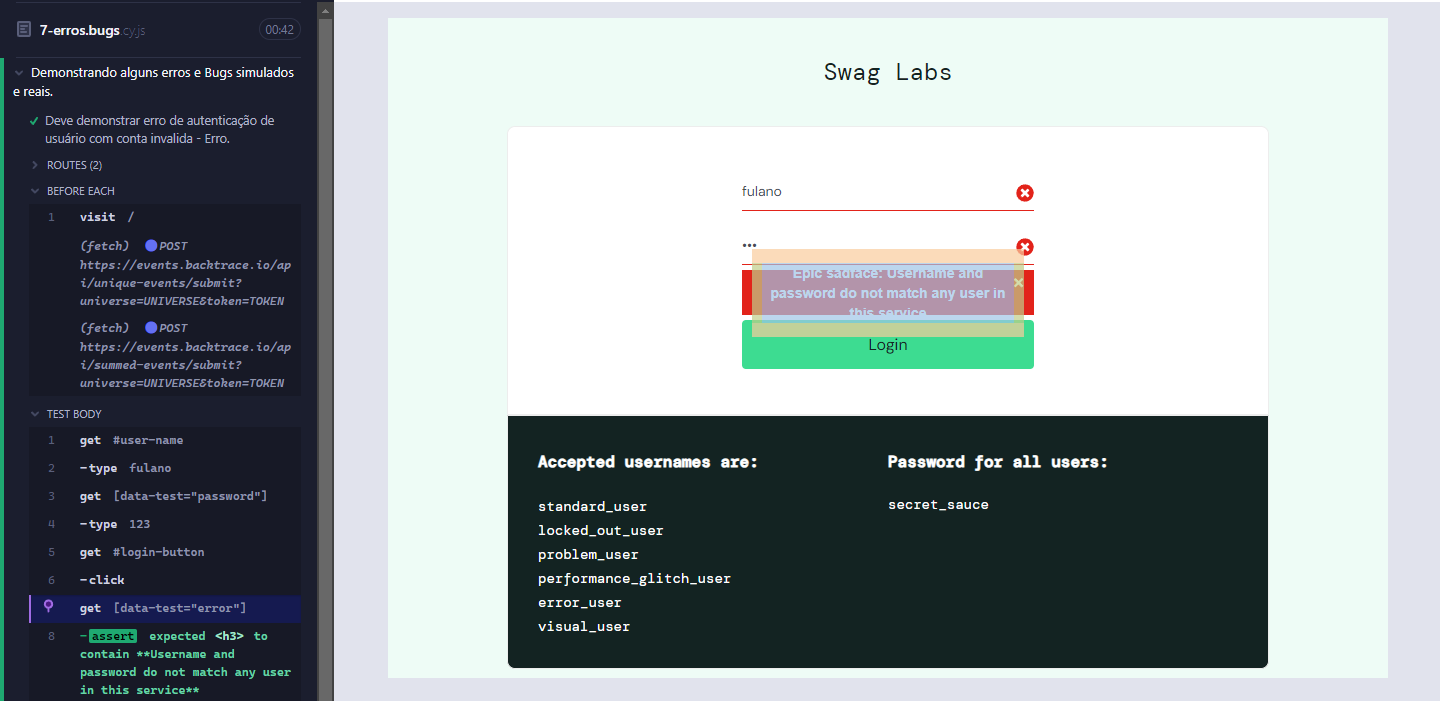 7-erros.bugs.cy.js
00:42
Demonstrando alguns erros e Bugs simulados
e reais.
Deve demonstrar erro de autenticação de
usuário com conta invalida - Erro.
ROUTES (2)
BEFORE EACH
1 visit /
(fetch) POST
https://events.backtrace.io/ap
i/unique-events/submit?
universe=UNIVERSE&token=TOKEN
(fetch) POST
https://events.backtrace.io/ap
i/summed-events/submit?
universe=UNIVERSE&token=TOKEN
TEST BODY
1 get #user-name
2 -type fulano
3 get [data-test="password"]
4 -type 123
5 get #login-button
6 -click
get [data-test="error"]
8 -assert expected <h3> to
contain **Username and
password do not match any user
in this service**
Swag Labs
fulano
•••
Epic sadface: Username and
password do not match any user in
this service
Login
Accepted usernames are:
standard_user
locked_out_user
problem_user
performance_glitch_user
error_user
visual_user
Password for all users:
secret_sauce